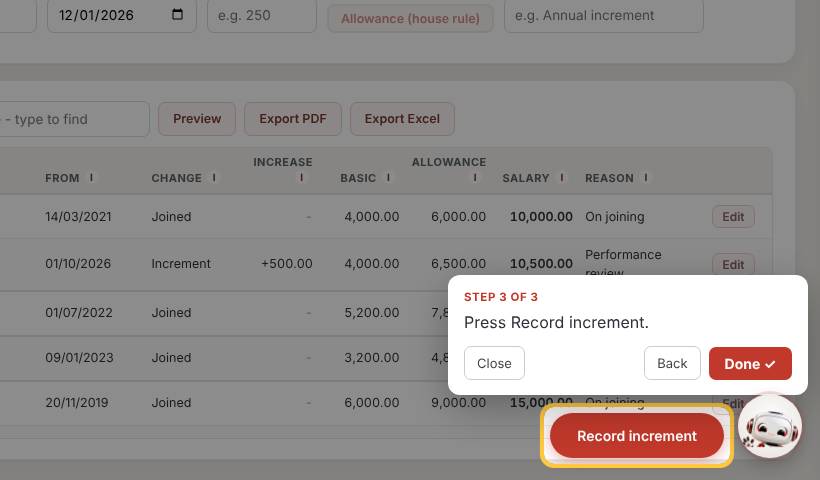 12/01/2026 e.g. 250 Allowance (house rule) e.g. Annual increment
- type to find Preview Export PDF Export Excel
FROM I CHANGE I INCREASE I BASIC I ALLOWANCE I SALARY I REASON I
14/03/2021 Joined - 4,000.00 6,000.00 10,000.00 On joining Edit
01/10/2026 Increment +500.00 4,000.00 6,500.00 10,500.00 Performance review Edit
01/07/2022 Joined - 5,200.00
09/01/2023 Joined - 3,200.00
20/11/2019 Joined - 6,000.00 9,000.00 15,000.00 On joining Edit
STEP 3 OF 3
Press Record increment.
Close Back Done ✓
Record increment